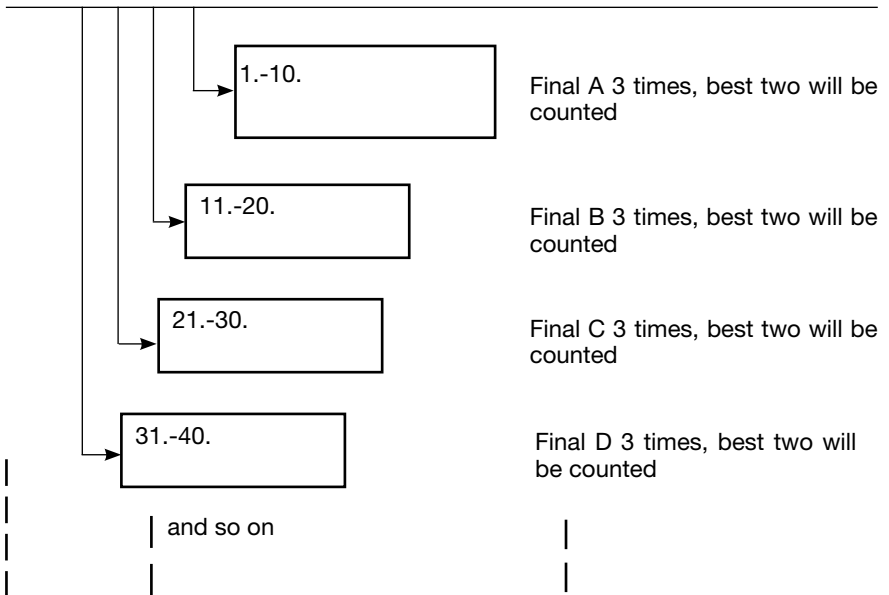 1.-10.
Final A 3 times, best two will be
counted
11.-20.
Final B 3 times, best two will be
counted
21.-30.
Final C 3 times, best two will be
counted
31.-40.
Final D 3 times, best two will
be counted
and so on